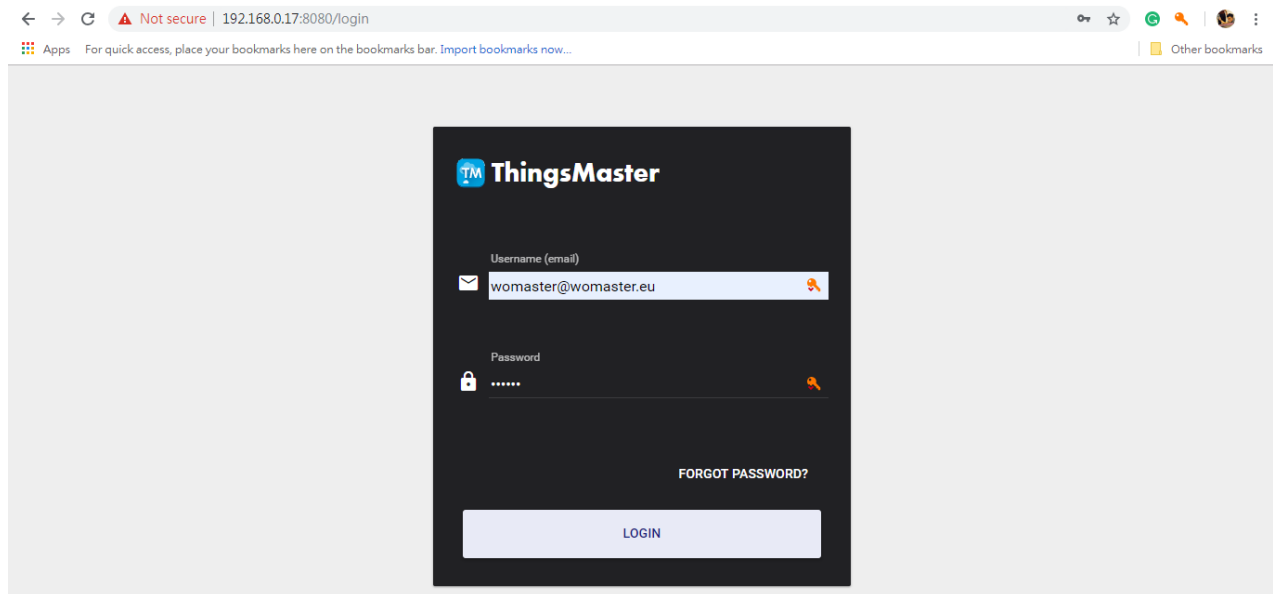 Not secure | 192.168.0.17:8080/login
Apps For quick access, place your bookmarks here on the bookmarks bar. Import bookmarks now... Other bookmarks
TM ThingsMaster
Username (email)
womaster@womaster.eu
Password
••••••
FORGOT PASSWORD?
LOGIN